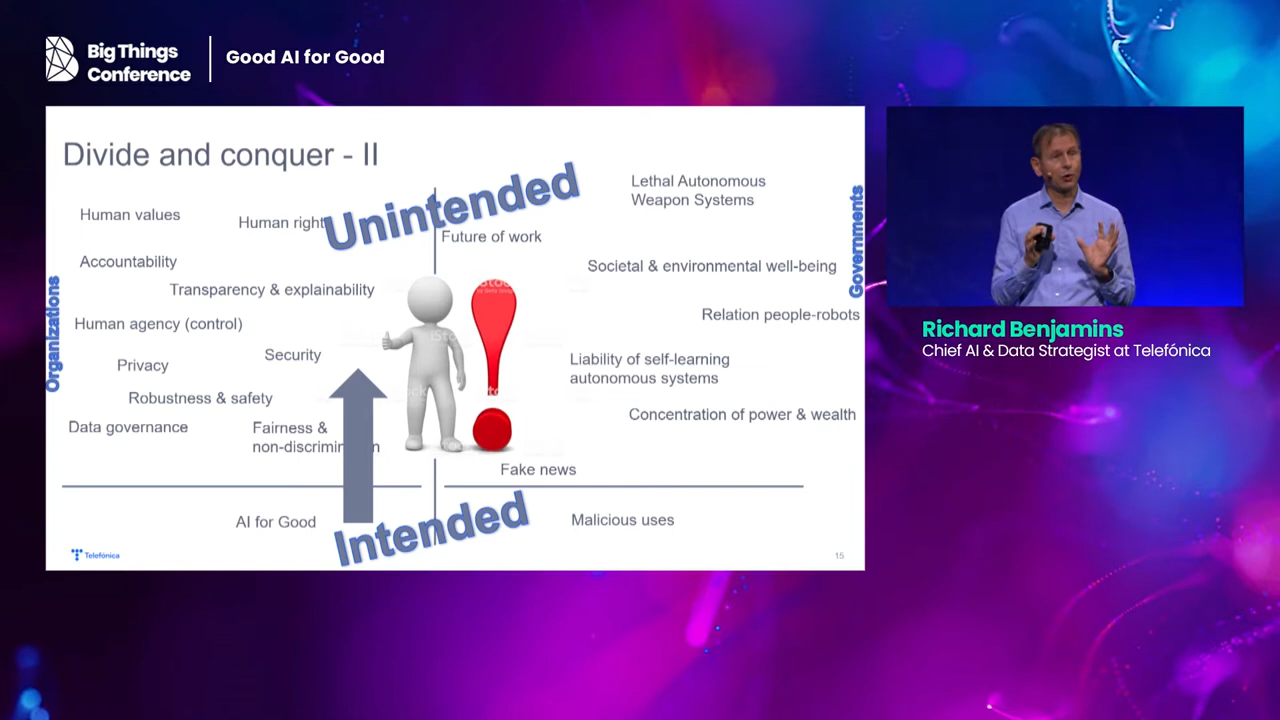 Big Things
Conference
Good AI for Good
Divide and conquer - II
Unintended
Lethal Autonomous
Weapon Systems
Human values
Human right
Future of work
Governments
Accountability
Societal & environmental well-being
Transparency & explainability
Organizations
Relation people-robots
Human agency (control)
Security
Liability of self-learning
autonomous systems
Privacy
Robustness & safety
Concentration of power & wealth
Data governance
Fairness &
non-discrimin n
Fake news
AI for Good
Intended
Malicious uses
Telefónica
15
Richard Benjamins
Chief AI & Data Strategist at Telefónica